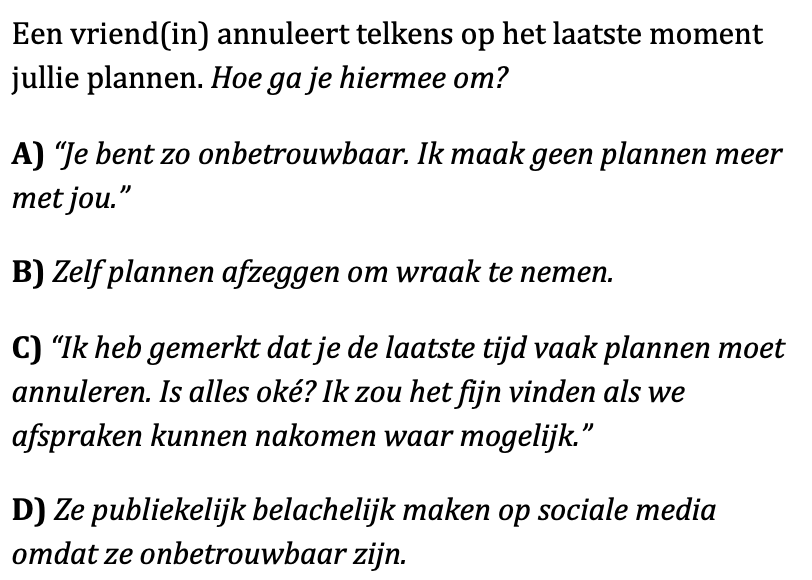 Een vriend(in) annuleert telkens op het laatste moment
jullie plannen. Hoe ga je hiermee om?
A) “Je bent zo onbetrouwbaar. Ik maak geen plannen meer
met jou.”
B) Zelf plannen afzeggen om wraak te nemen.
C) “Ik heb gemerkt dat je de laatste tijd vaak plannen moet
annuleren. Is alles oké? Ik zou het fijn vinden als we
afspraken kunnen nakomen waar mogelijk.”
D) Ze publiekelijk belachelijk maken op sociale media
omdat ze onbetrouwbaar zijn.